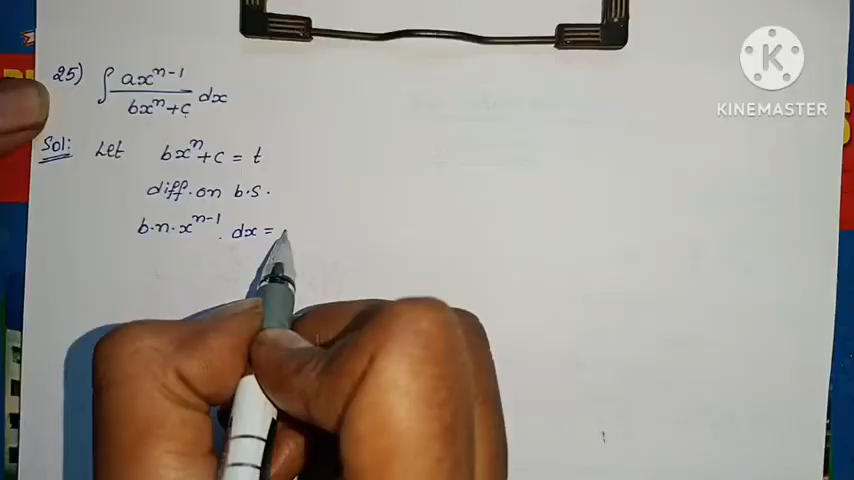 25) ∫ ax^{n-1} / (bx^n + c) dx
Sol: Let bx^n + c = t
diff. on b.s.
b.n.x^{n-1} . dx =
K
KINEMASTER